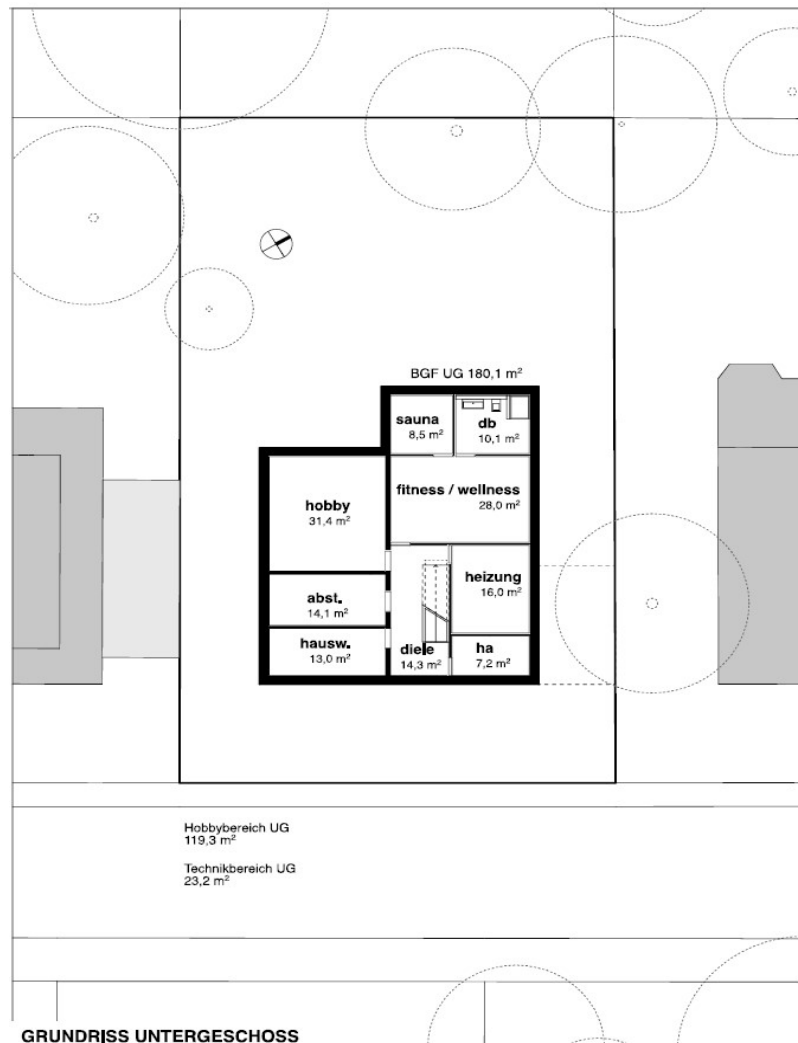 BGF UG 180,1 m²
sauna
8,5 m²
db
10,1 m²
fitness / wellness
28,0 m²
hobby
31,4 m²
heizung
16,0 m²
abst.
14,1 m²
hausw.
13,0 m²
diele
14,3 m²
ha
7,2 m²
Hobbybereich UG
119,3 m²
Technikbereich UG
23,2 m²
GRUNDRISS UNTERGESCHOSS